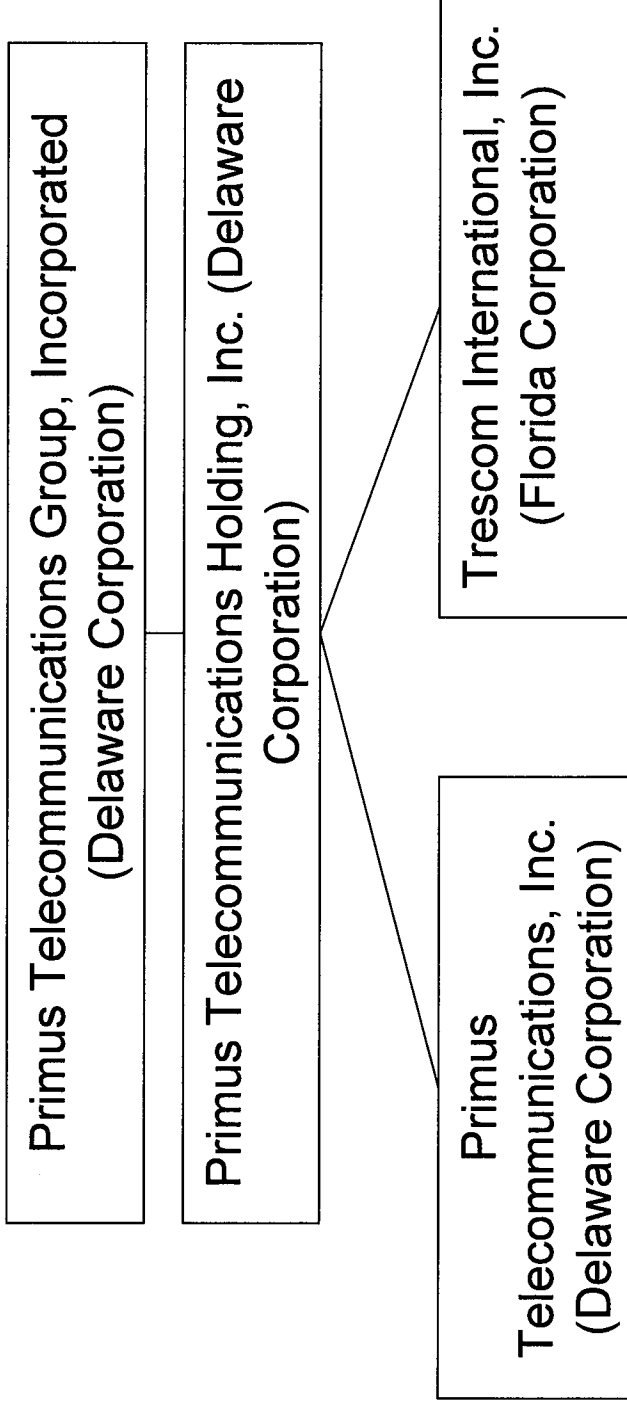 Primus Telecommunications Group, Incorporated
(Delaware Corporation)
Primus Telecommunications Holding, Inc. (Delaware
Corporation)
Primus
Telecommunications, Inc.
(Delaware Corporation)
Trescom International, Inc.
(Florida Corporation)